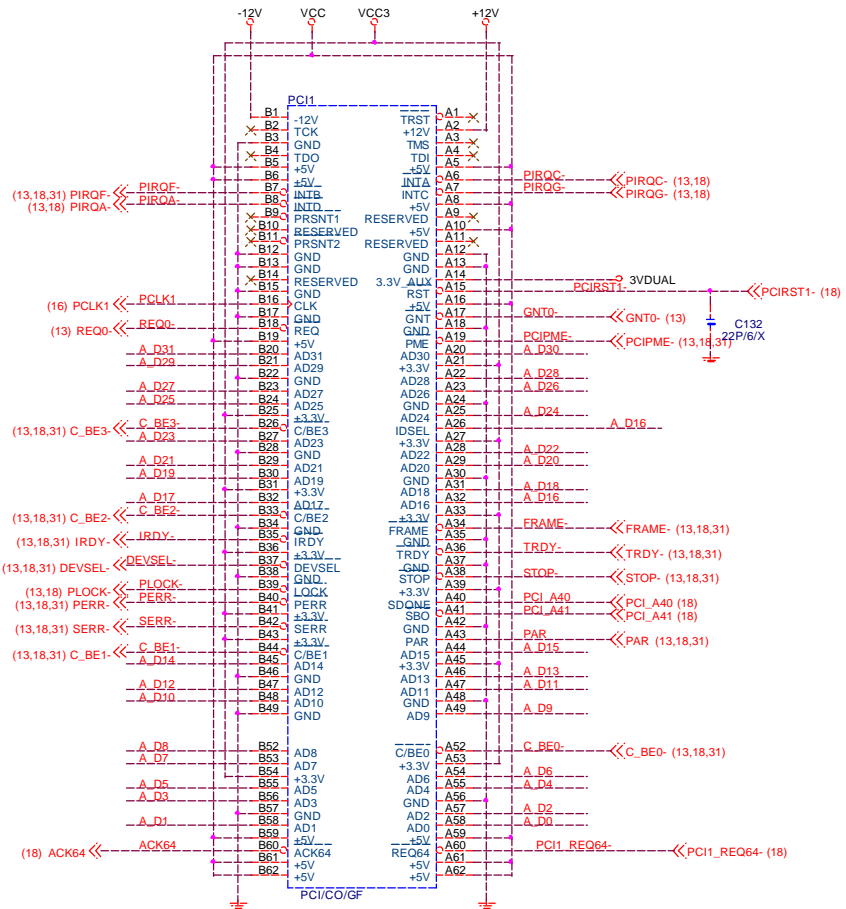 -12V VCC VCC3 +12V
PCI1
B1 -12V TRST A1
B2 TCK +12V A2
B3 GND TMS A3
B4 TDO TDI A4
B5 +5V +5V A5
B6 +5V INTA A6 PIRQC- PIRQC- (13,18)
(13,18,31) PIRQF- PIRQF- B7 INTB INTC A7 PIRQG- PIRQG- (13,18)
(13,18) PIRQA- PIRQA- B8 INTD +5V A8
B9 PRSNT1 RESERVED A9
B10 RESERVED +5V A10
B11 PRSNT2 RESERVED A11
B12 GND GND A12
B13 GND GND A13
B14 RESERVED 3.3V_AUX A14 3VDUAL
B15 GND RST A15 PCIRST1- PCIRST1- (18)
(16) PCLK1 PCLK1 B16 CLK +5V A16
B17 GND GNT A17 GNT0- GNT0- (13)
(13) REQ0- REQ0- B18 REQ GND A18
C132
22P/6/X
B19 +5V PME A19 PCIPME- PCIPME- (13,18,31)
A_D31 B20 AD31 AD30 A20 A_D30
A_D29 B21 AD29 +3.3V A21
B22 GND AD28 A22 A_D28
A_D27 B23 AD27 AD26 A23 A_D26
A_D25 B24 AD25 GND A24
B25 +3.3V AD24 A25 A_D24
(13,18,31) C_BE3- C_BE3- B26 C/BE3 IDSEL A26 A_D16
A_D23 B27 AD23 +3.3V A27
B28 GND AD22 A28 A_D22
A_D21 B29 AD21 AD20 A29 A_D20
A_D19 B30 AD19 GND A30
B31 +3.3V AD18 A31 A_D18
A_D17 B32 AD17 AD16 A32 A_D16
(13,18,31) C_BE2- C_BE2- B33 C/BE2 +3.3V A33
B34 GND FRAME A34 FRAME- FRAME- (13,18,31)
(13,18,31) IRDY- IRDY- B35 IRDY GND A35
B36 +3.3V TRDY A36 TRDY- TRDY- (13,18,31)
(13,18,31) DEVSEL- DEVSEL- B37 DEVSEL GND A37
B38 GND STOP A38 STOP- STOP- (13,18,31)
(13,18) PLOCK- PLOCK- B39 LOCK +3.3V A39
(13,18,31) PERR- PERR- B40 PERR SDONE A40 PCI_A40 PCI_A40 (18)
B41 +3.3V SBO A41 PCI_A41 PCI_A41 (18)
(13,18,31) SERR- SERR- B42 SERR GND A42
B43 +3.3V PAR A43 PAR PAR (13,18,31)
(13,18,31) C_BE1- C_BE1- B44 C/BE1 AD15 A44 A_D15
A_D14 B45 AD14 +3.3V A45
B46 GND AD13 A46 A_D13
A_D12 B47 AD12 AD11 A47 A_D11
A_D10 B48 AD10 GND A48
B49 GND AD9 A49 A_D9
A_D8 B52 AD8 C/BE0 A52 C_BE0- C_BE0- (13,18,31)
A_D7 B53 AD7 +3.3V A53
B54 +3.3V AD6 A54 A_D6
A_D5 B55 AD5 AD4 A55 A_D4
A_D3 B56 AD3 GND A56
B57 GND AD2 A57 A_D2
A_D1 B58 AD1 AD0 A58 A_D0
B59 +5V +5V A59
(18) ACK64 ACK64 B60 ACK64 REQ64 A60 PCI1_REQ64- PCI1_REQ64- (18)
B61 +5V +5V A61
B62 +5V +5V A62
PCI/CO/GF